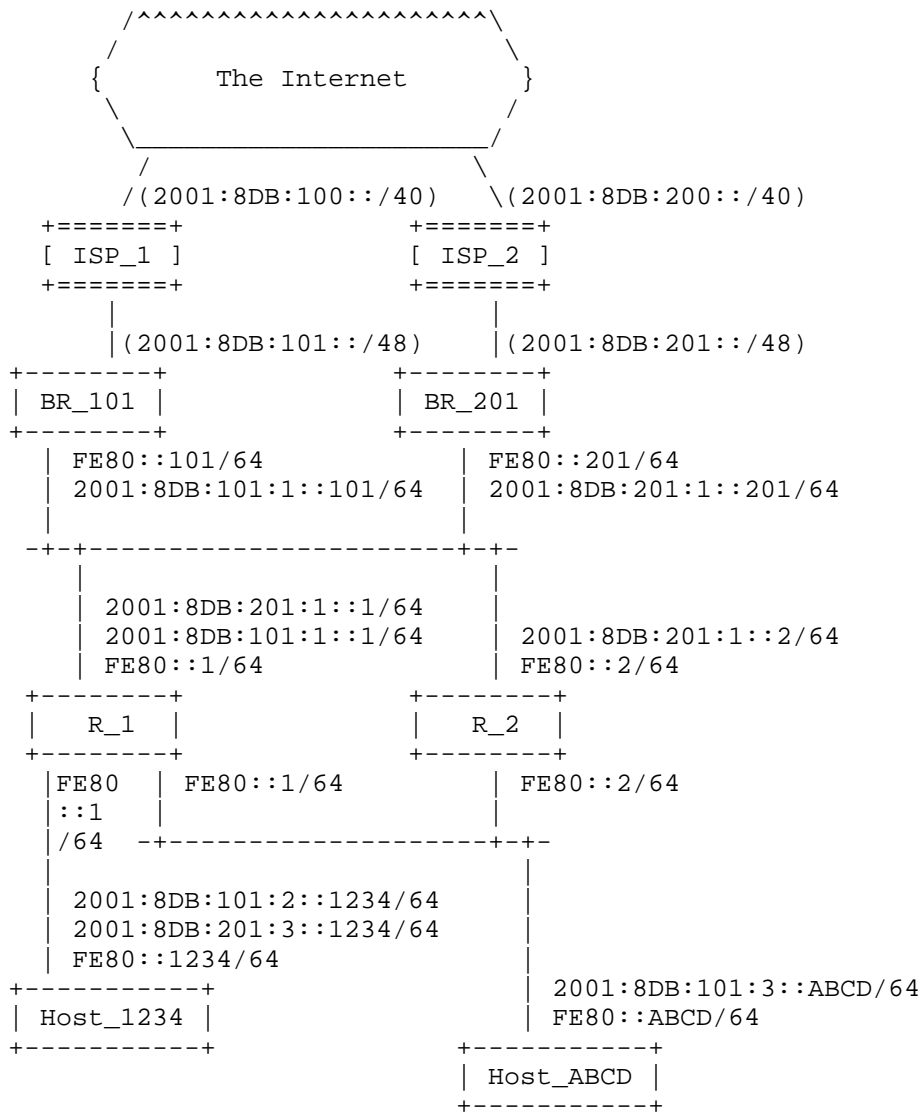 The Internet
(2001:8DB:100::/40) (2001:8DB:200::/40)
[ ISP_1 ] [ ISP_2 ]
(2001:8DB:101::/48) (2001:8DB:201::/48)
BR_101 BR_201
FE80::101/64 FE80::201/64
2001:8DB:101:1::101/64 2001:8DB:201:1::201/64
2001:8DB:201:1::1/64
2001:8DB:101:1::1/64 2001:8DB:201:1::2/64
FE80::1/64 FE80::2/64
R_1 R_2
FE80 FE80::1/64 FE80::2/64
::1
/64
2001:8DB:101:2::1234/64
2001:8DB:201:3::1234/64
FE80::1234/64
2001:8DB:101:3::ABCD/64
Host_1234 FE80::ABCD/64
Host_ABCD